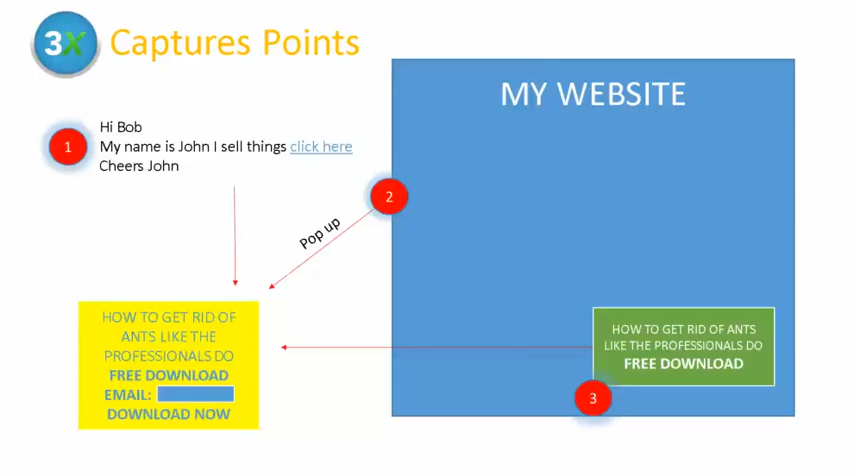 3X
Captures Points
MY WEBSITE
1
Hi Bob
My name is John I sell things click here
Cheers John
2
Pop up
HOW TO GET RID OF
ANTS LIKE THE
PROFESSIONALS DO
FREE DOWNLOAD
EMAIL:
DOWNLOAD NOW
HOW TO GET RID OF ANTS
LIKE THE PROFESSIONALS DO
FREE DOWNLOAD
3